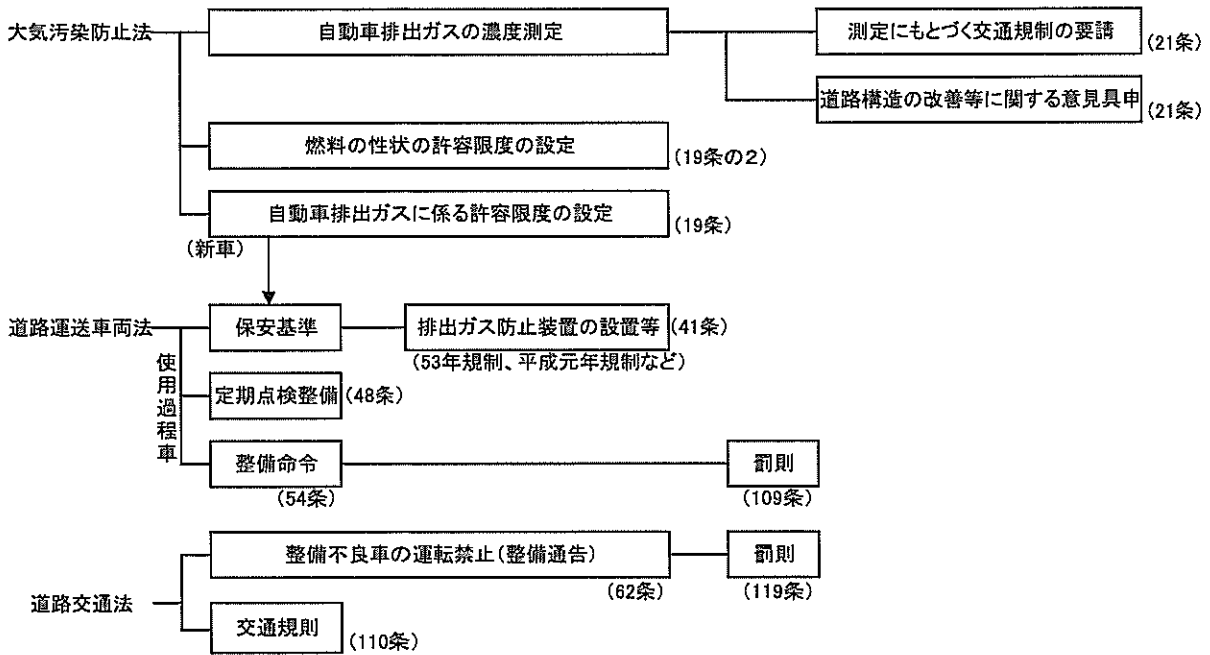 大気汚染防止法
自動車排出ガスの濃度測定
測定にもとづく交通規制の要請
(21条)
道路構造の改善等に関する意見具申
(21条)
燃料の性状の許容限度の設定
(19条の2)
自動車排出ガスに係る許容限度の設定
(19条)
(新車)
道路運送車両法
保安基準
排出ガス防止装置の設置等
(41条)
(53年規制、平成元年規制など)
使用過程車
定期点検整備
(48条)
整備命令
(54条)
罰則
(109条)
道路交通法
整備不良車の運転禁止(整備通告)
(62条)
罰則
(119条)
交通規則
(110条)